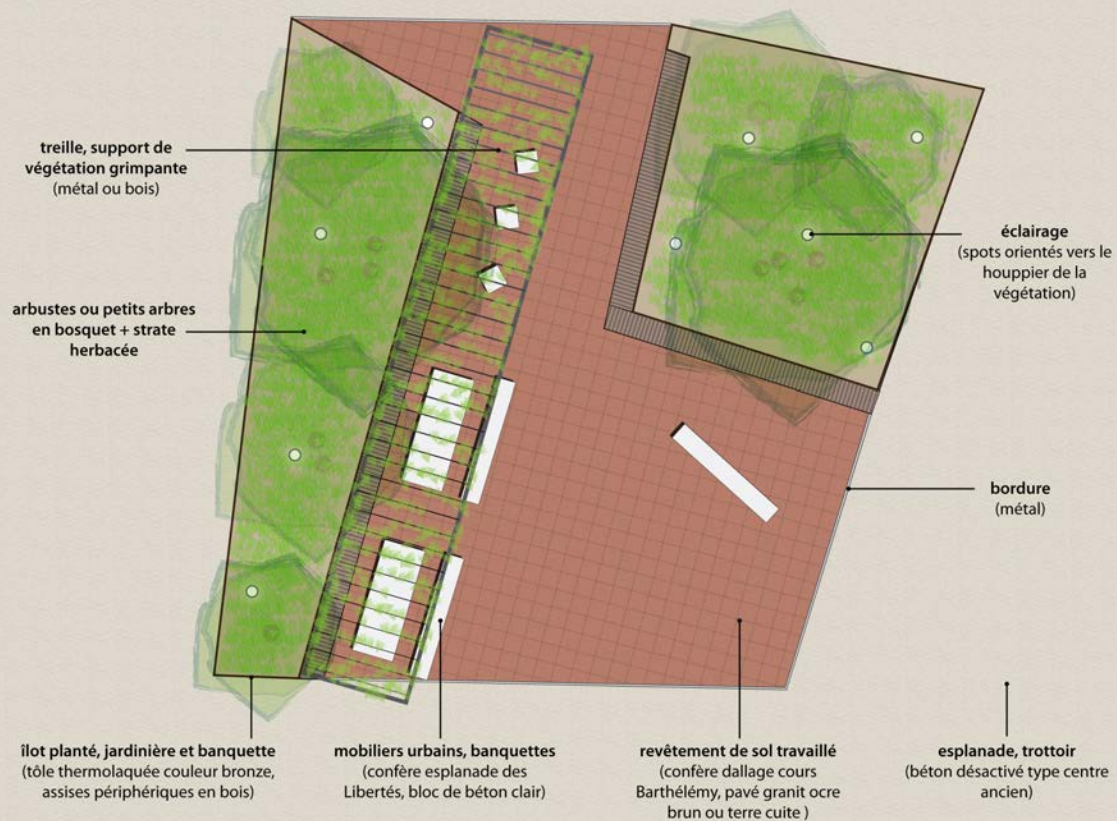 treille, support de
végétation grimpante
(métal ou bois)
arbustes ou petits arbres
en bosquet + strate
herbacée
éclairage
(spots orientés vers le
houppier de la
végétation)
bordure
(métal)
îlot planté, jardinière et banquette
(tôle thermolaquée couleur bronze,
assises périphériques en bois)
mobiliers urbains, banquettes
(confère esplanade des
Libertés, bloc de béton clair)
revêtement de sol travaillé
(confère dallage cours
Barthélémy, pavé granit ocre
brun ou terre cuite )
esplanade, trottoir
(béton désactivé type centre
ancien)